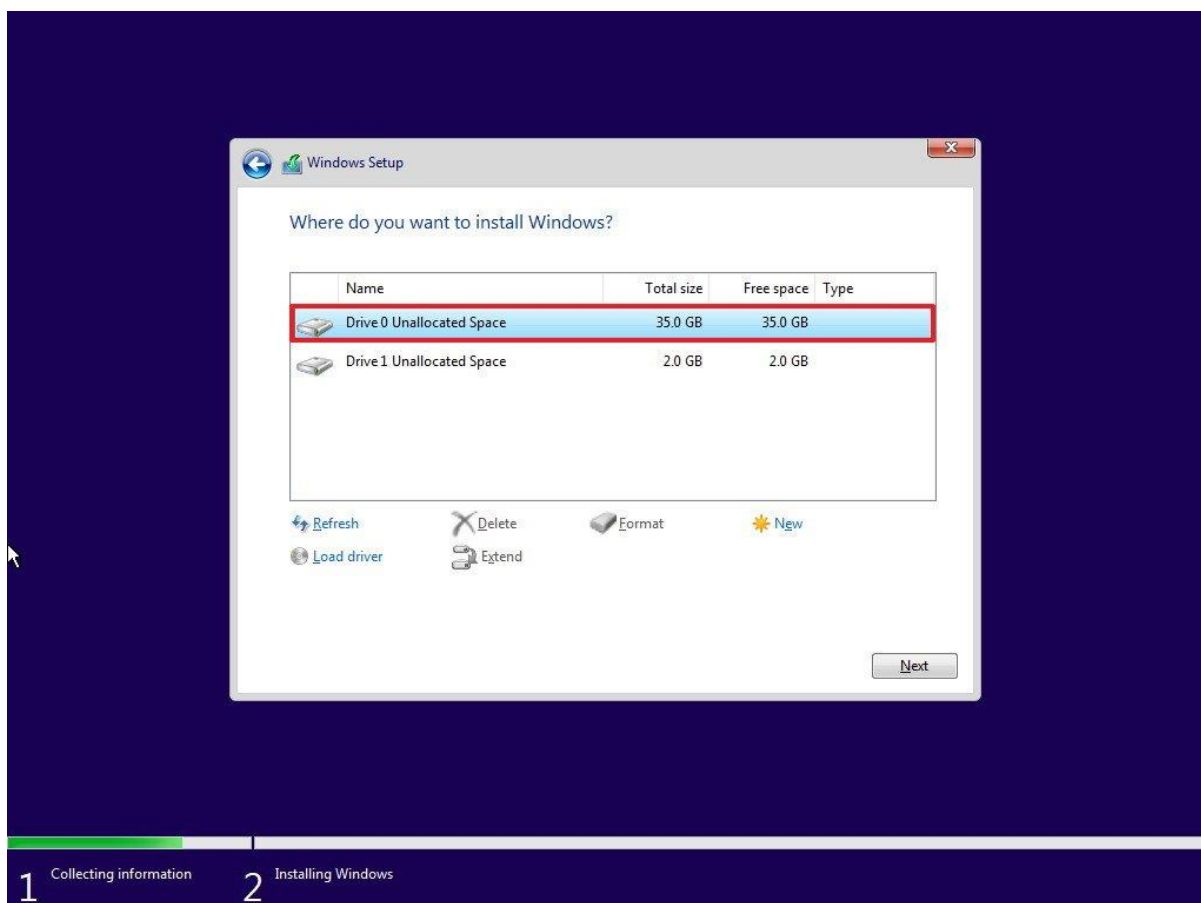 Windows Setup
Where do you want to install Windows?
Name Total size Free space Type
Drive 0 Unallocated Space 35.0 GB 35.0 GB
Drive 1 Unallocated Space 2.0 GB 2.0 GB
Refresh Delete Format New
Load driver Extend
Next
1 Collecting information 2 Installing Windows